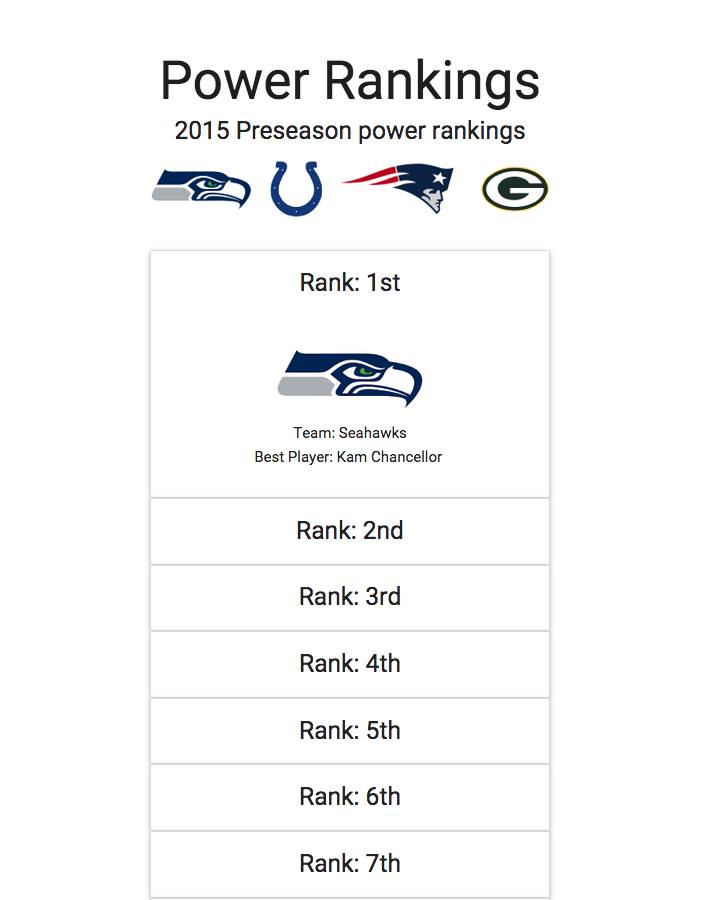 Power Rankings
2015 Preseason power rankings
G
Rank: 1st
Team: Seahawks
Best Player: Kam Chancellor
Rank: 2nd
Rank: 3rd
Rank: 4th
Rank: 5th
Rank: 6th
Rank: 7th